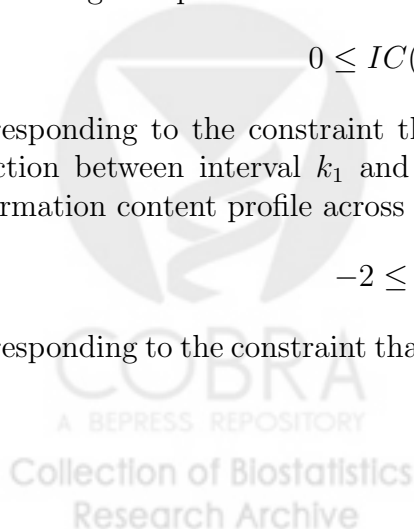 0 ≤ IC(
responding to the constraint th
ction between interval k₁ and
ormation content profile across
−2 ≤
responding to the constraint tha
COBRA
A BEPRESS REPOSITORY
Collection of Biostatistics
Research Archive